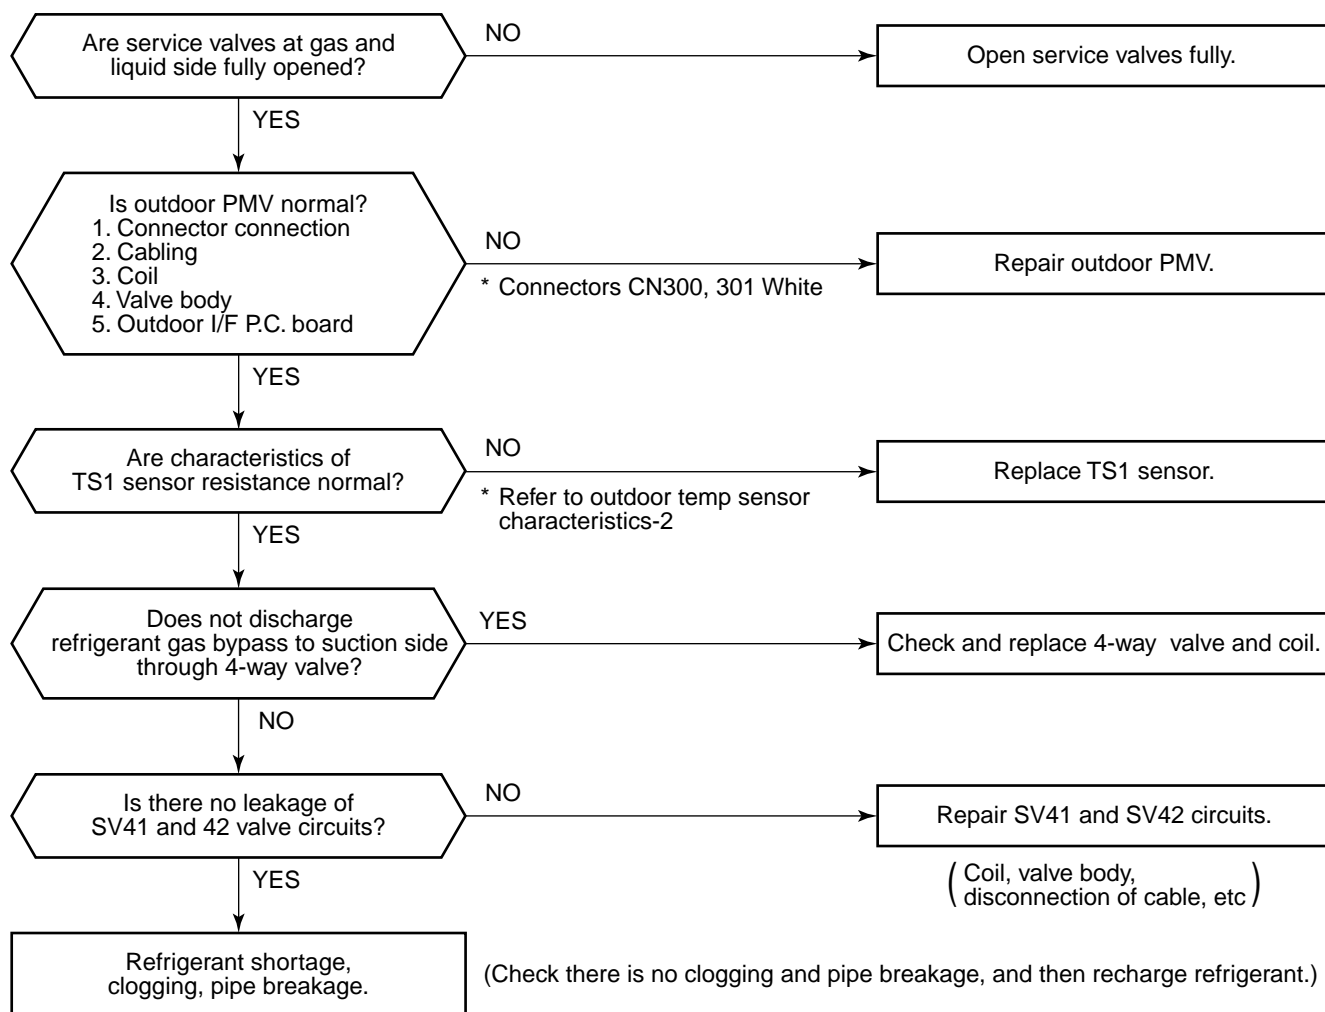 Are service valves at gas and
liquid side fully opened?
NO
Open service valves fully.
YES
Is outdoor PMV normal?
1. Connector connection
2. Cabling
3. Coil
4. Valve body
5. Outdoor I/F P.C. board
NO
* Connectors CN300, 301 White
Repair outdoor PMV.
YES
Are characteristics of
TS1 sensor resistance normal?
NO
* Refer to outdoor temp sensor
characteristics-2
Replace TS1 sensor.
YES
Does not discharge
refrigerant gas bypass to suction side
through 4-way valve?
YES
Check and replace 4-way valve and coil.
NO
Is there no leakage of
SV41 and 42 valve circuits?
NO
Repair SV41 and SV42 circuits.
(Coil, valve body,
disconnection of cable, etc)
YES
Refrigerant shortage,
clogging, pipe breakage.
(Check there is no clogging and pipe breakage, and then recharge refrigerant.)